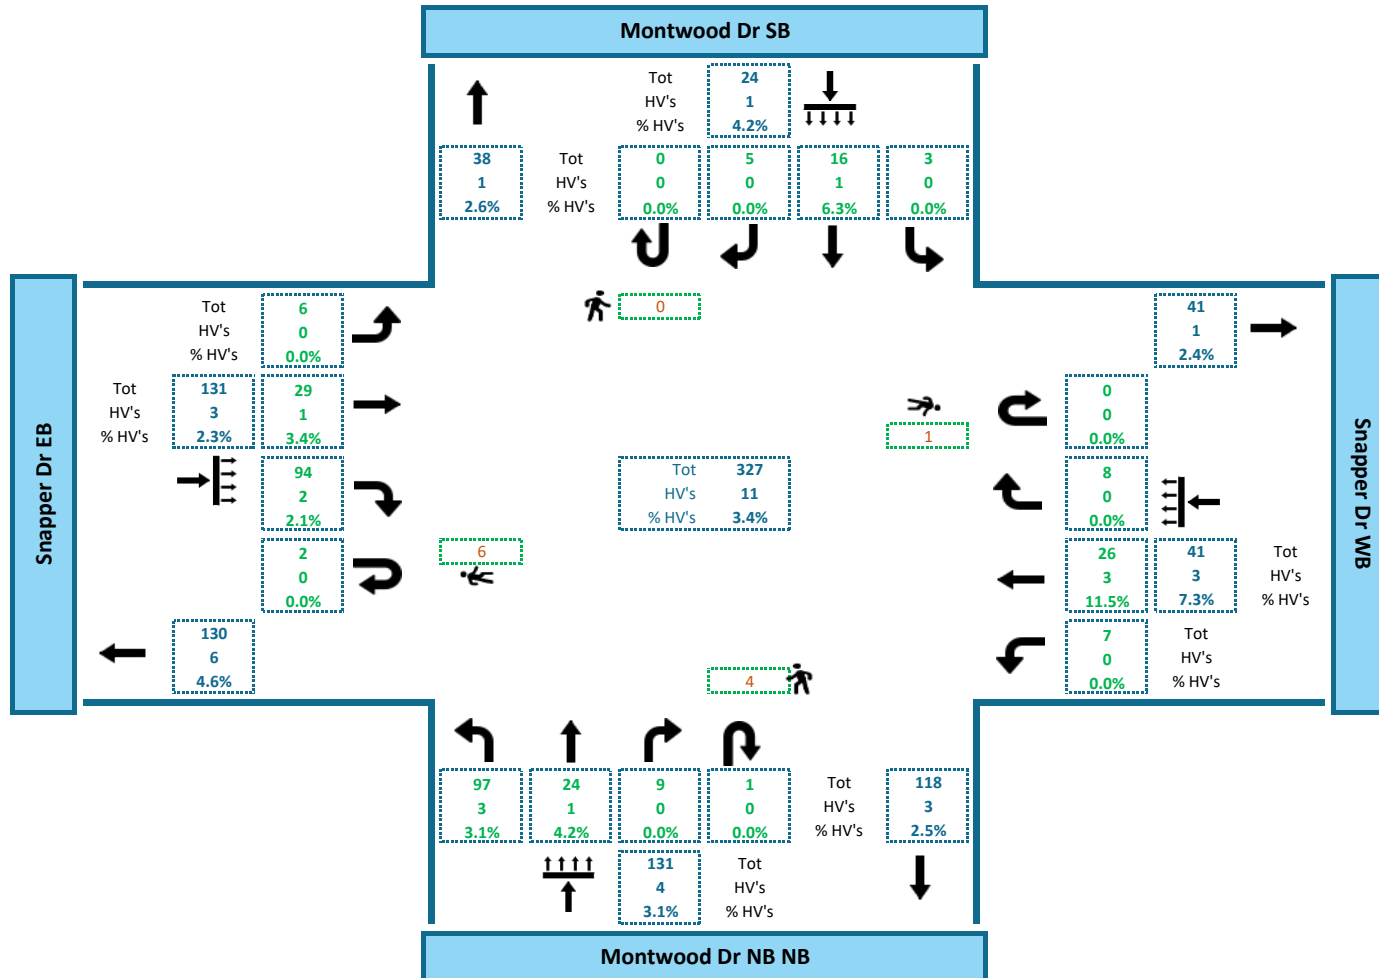 Montwood Dr SB
Tot 24
HV's 1
% HV's 4.2%
38 Tot 0 5 16 3
1 HV's 0 0 1 0
2.6% % HV's 0.0% 0.0% 6.3% 0.0%
0
Tot 6
HV's 0
% HV's 0.0%
41
1
2.4%
Tot 131 29
HV's 3 1
% HV's 2.3% 3.4%
0
0
0.0%
1
Snapper Dr EB
Snapper Dr WB
94
2
2.1%
Tot 327
HV's 11
% HV's 3.4%
8
0
0.0%
6
2
0
0.0%
26 41 Tot
3 3 HV's
11.5% 7.3% % HV's
130
6
4.6%
7 Tot
0 HV's
0.0% % HV's
4
97 24 9 1 Tot 118
3 1 0 0 HV's 3
3.1% 4.2% 0.0% 0.0% % HV's 2.5%
131 Tot
4 HV's
3.1% % HV's
Montwood Dr NB NB